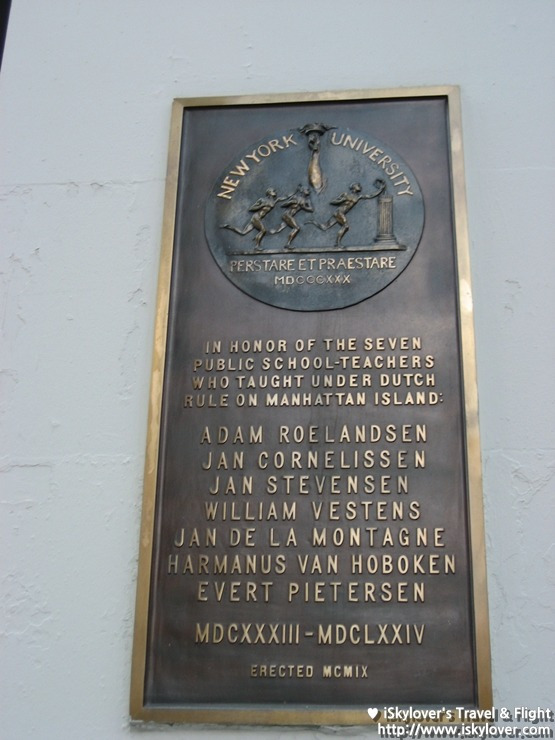 NEW YORK UNIVERSITY
PERSTARE ET PRAESTARE
MDCCCXXX
IN HONOR OF THE SEVEN
PUBLIC SCHOOL-TEACHERS
WHO TAUGHT UNDER DUTCH
RULE ON MANHATTAN ISLAND:
ADAM ROELANDSEN
JAN CORNELISSEN
JAN STEVENSEN
WILLIAM VESTENS
JAN DE LA MONTAGNE
HARMANUS VAN HOBOKEN
EVERT PIETERSEN
MDCXXXIII-MDCLXXIV
ERECTED MCMIX
♥ iSkylover's Travel & Flight
http://www.iskylover.com